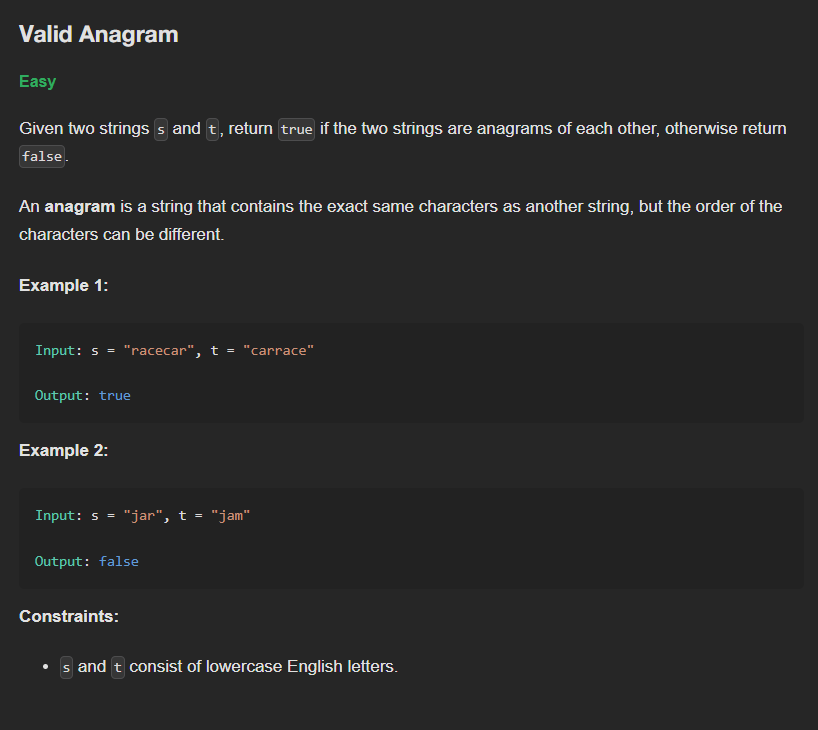 Valid Anagram
Easy
Given two strings s and t, return true if the two strings are anagrams of each other, otherwise return
false.
An anagram is a string that contains the exact same characters as another string, but the order of the
characters can be different.
Example 1:
Input: s = "racecar", t = "carrace"
Output: true
Example 2:
Input: s = "jar", t = "jam"
Output: false
Constraints:
• s and t consist of lowercase English letters.